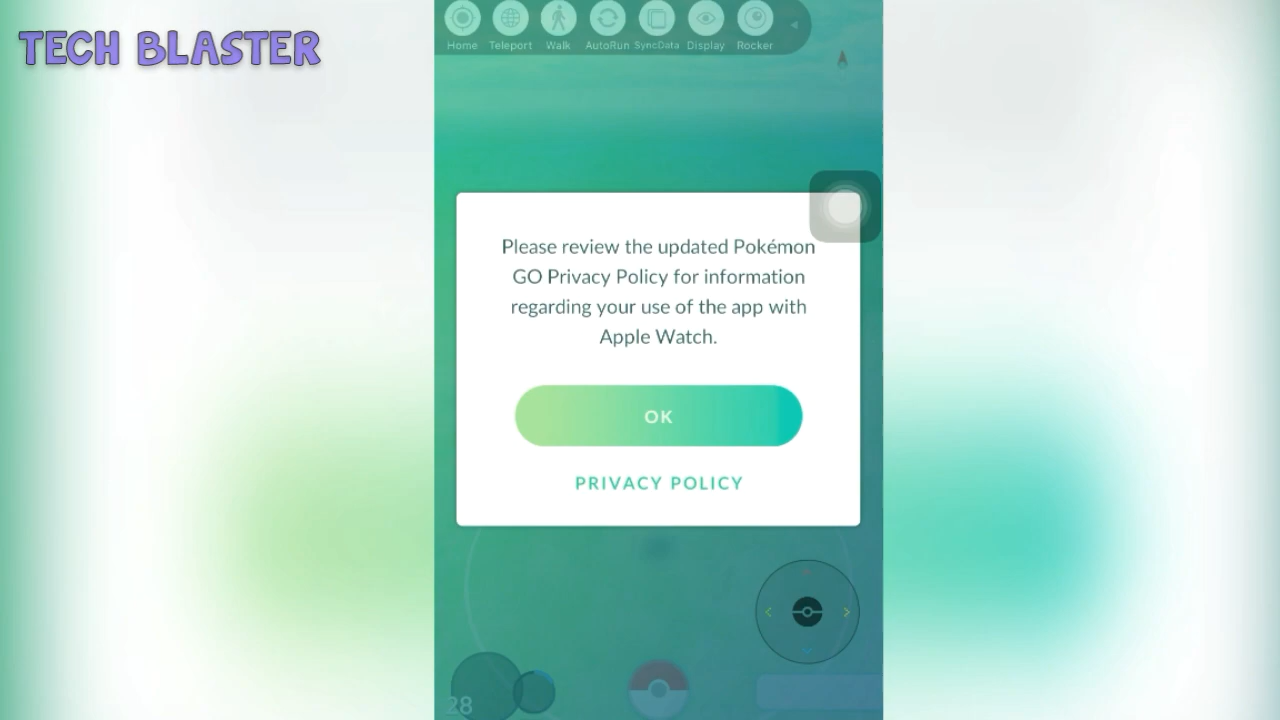 TECH BLASTER
Home Teleport Walk AutoRun SyncData Display Rocker
Please review the updated Pokémon
GO Privacy Policy for information
regarding your use of the app with
Apple Watch.
OK
PRIVACY POLICY
28